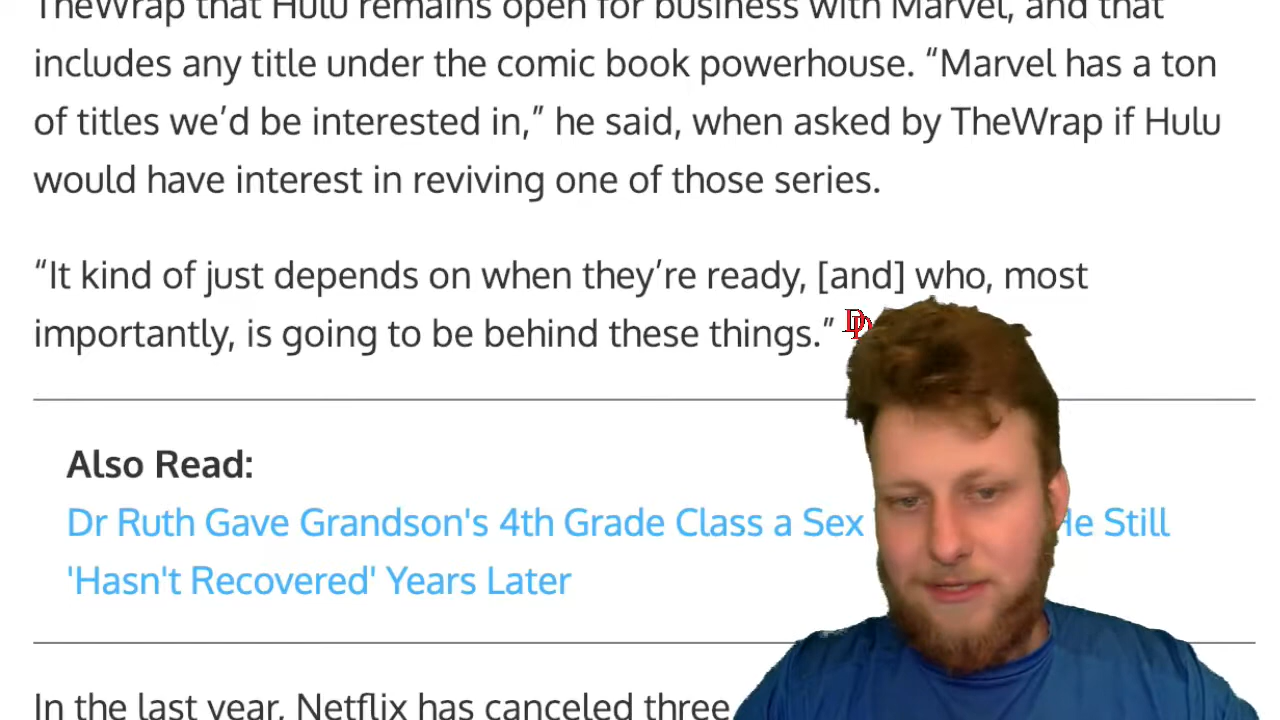 TheWrap that Hulu remains open for business with Marvel, and that
includes any title under the comic book powerhouse. “Marvel has a ton
of titles we’d be interested in,” he said, when asked by TheWrap if Hulu
would have interest in reviving one of those series.
“It kind of just depends on when they’re ready, [and] who, most
importantly, is going to be behind these things.”
Also Read:
Dr Ruth Gave Grandson's 4th Grade Class a Sex He Still
'Hasn't Recovered' Years Later
In the last year, Netflix has canceled three